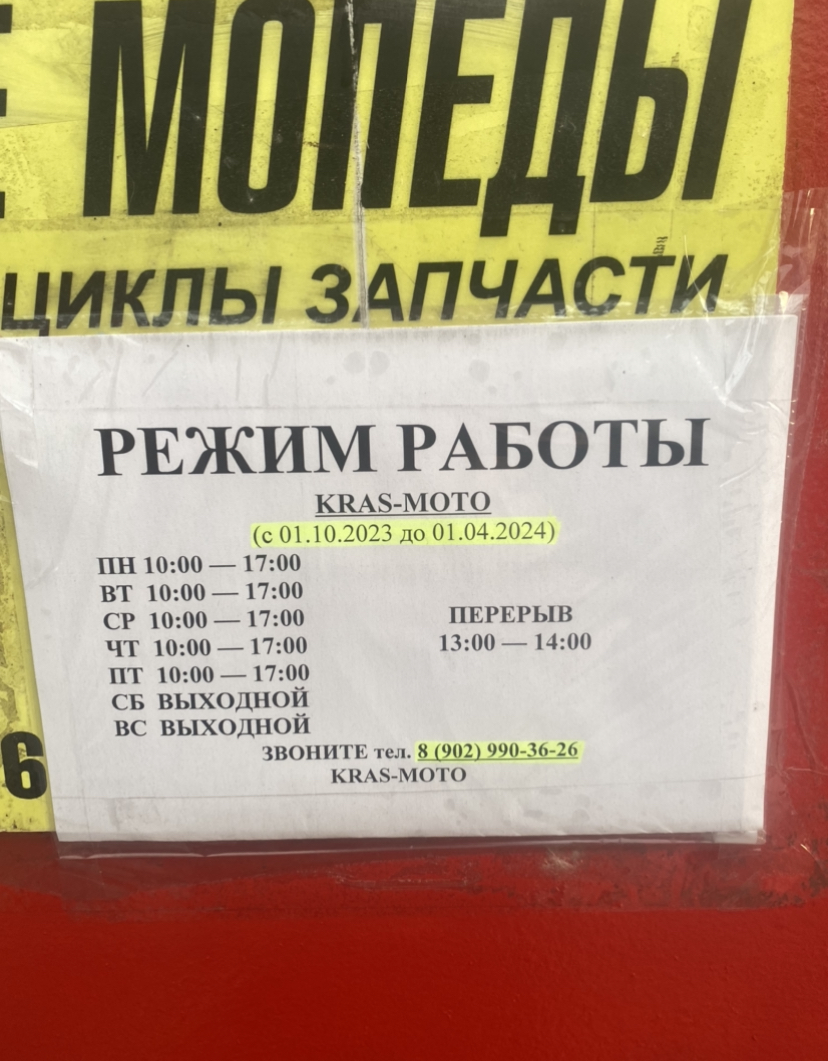 Е МОПЕДЫ
ЦИКЛЫ ЗАПЧАСТИ
РЕЖИМ РАБОТЫ
KRAS-MOTO
(с 01.10.2023 до 01.04.2024)
ПН 10:00 — 17:00
ВТ 10:00 — 17:00
СР 10:00 — 17:00
ЧТ 10:00 — 17:00
ПТ 10:00 — 17:00
СБ ВЫХОДНОЙ
ВС ВЫХОДНОЙ
ПЕРЕРЫВ
13:00 — 14:00
ЗВОНИТЕ тел. 8 (902) 990-36-26
KRAS-MOTO
6